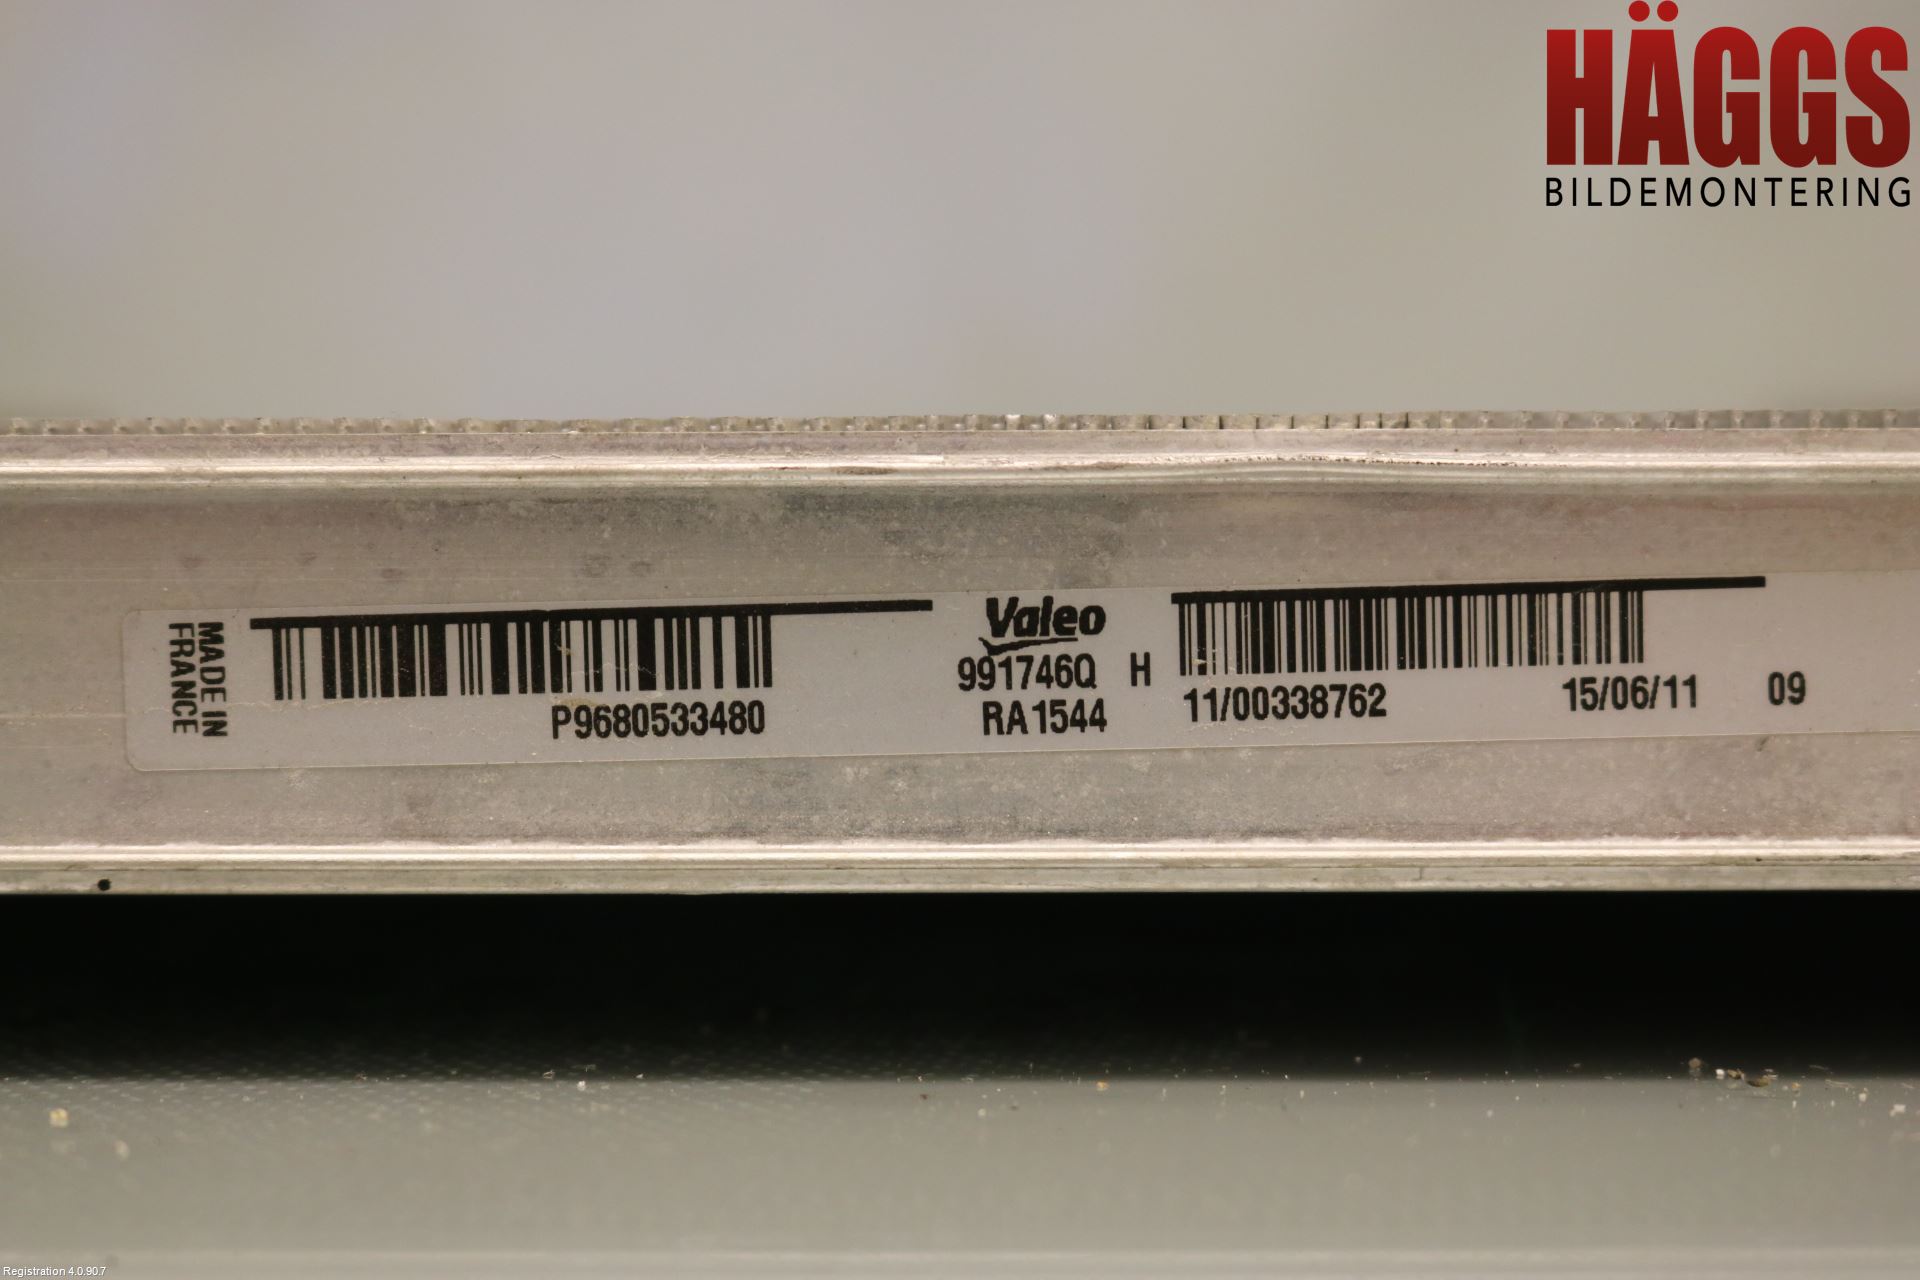 HÄGGS
BILDEMONTERING
MADE IN
FRANCE
P9680533480
Valeo
991746Q H
RA1544
11/00338762 15/06/11 09
Registration 4.0.90.7